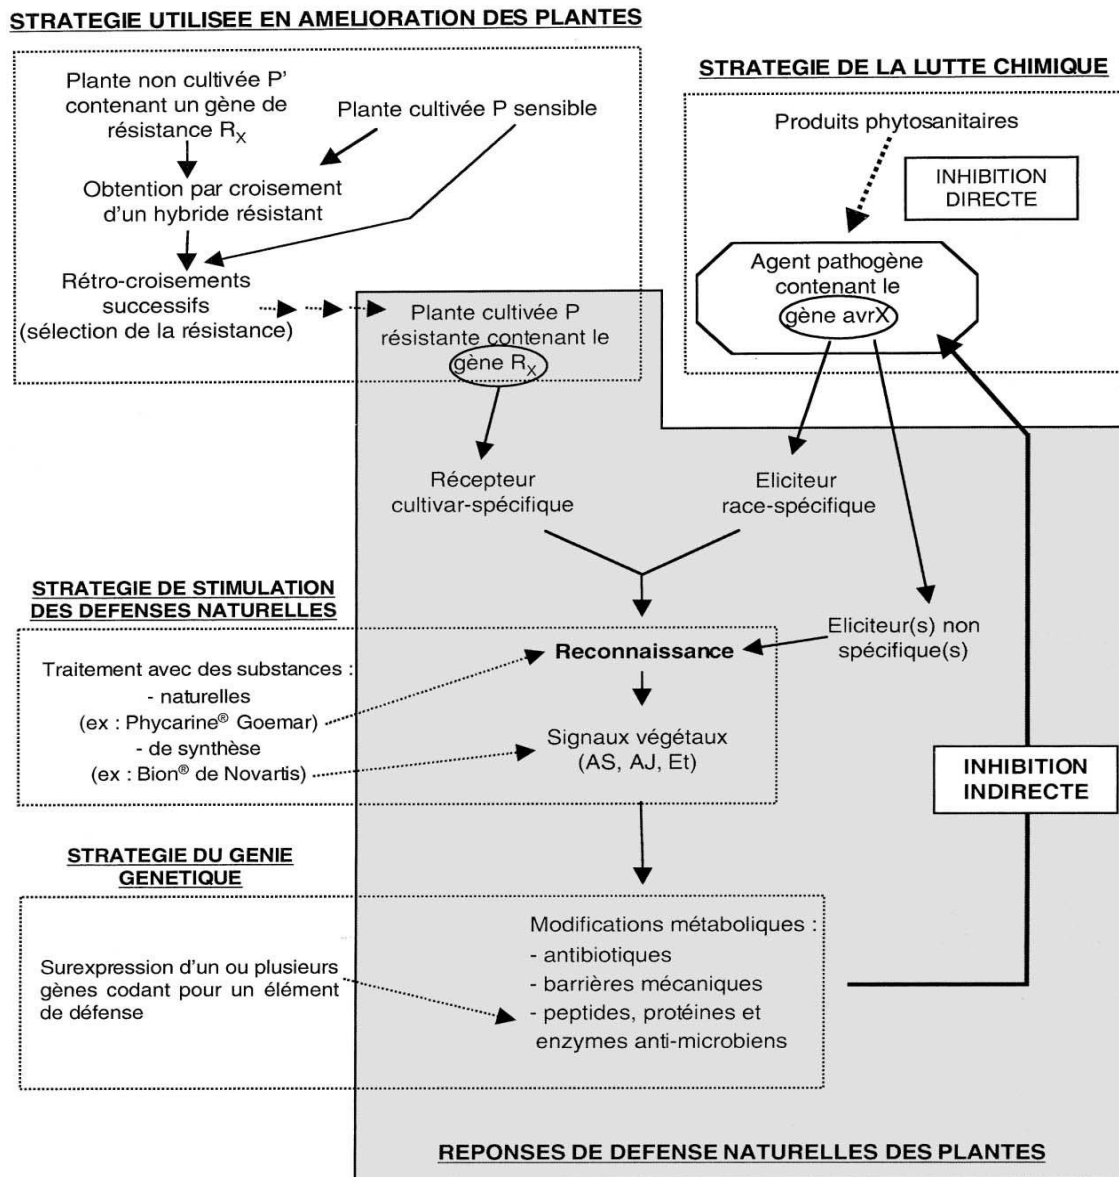 STRATEGIE UTILISEE EN AMELIORATION DES PLANTES
Plante non cultivée P'
contenant un gène de
résistance RX
Plante cultivée P sensible
Obtention par croisement
d'un hybride résistant
Rétro-croisements
successifs
(sélection de la résistance)
Plante cultivée P
résistante contenant le
gène RX
STRATEGIE DE LA LUTTE CHIMIQUE
Produits phytosanitaires
INHIBITION
DIRECTE
Agent pathogène
contenant le
gène avrX
Récepteur
cultivar-spécifique
Eliciteur
race-spécifique
STRATEGIE DE STIMULATION
DES DEFENSES NATURELLES
Traitement avec des substances :
- naturelles
(ex : Phycarine® Goemar)
- de synthèse
(ex : Bion® de Novartis)
Reconnaissance
Eliciteur(s) non
spécifique(s)
Signaux végétaux
(AS, AJ, Et)
INHIBITION
INDIRECTE
STRATEGIE DU GENIE
GENETIQUE
Surexpression d'un ou plusieurs
gènes codant pour un élément
de défense
Modifications métaboliques :
- antibiotiques
- barrières mécaniques
- peptides, protéines et
enzymes anti-microbiens
REPONSES DE DEFENSE NATURELLES DES PLANTES